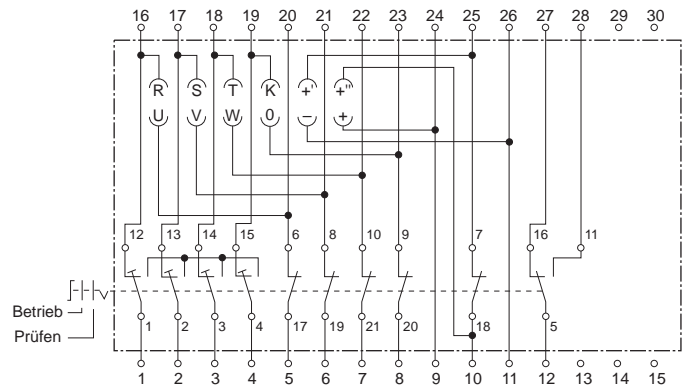 16 17 18 19 20 21 22 23 24 25 26 27 28 29 30
R S T K +' +"
U V W 0 – +
12 13 14 15 6 8 10 9 7 16 11
Betrieb
1 2 3 4 17 19 21 20 18 5
Prüfen
1 2 3 4 5 6 7 8 9 10 11 12 13 14 15